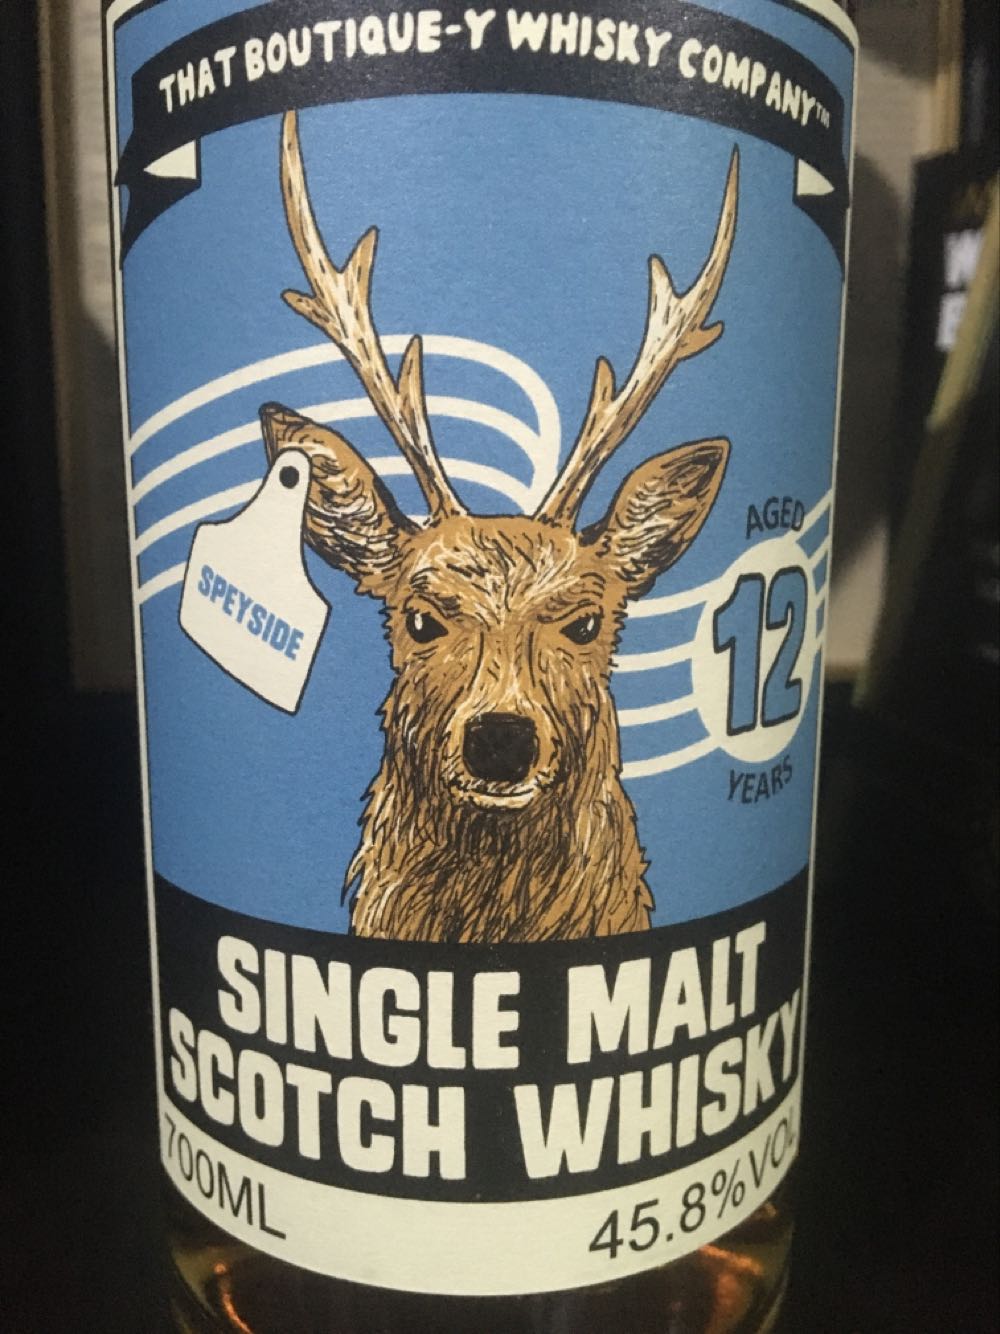 THAT BOUTIQUE-Y WHISKY COMPANY™
SPEYSIDE
AGED
12
YEARS
SINGLE MALT
SCOTCH WHISKY
700ML
45.8%VOL